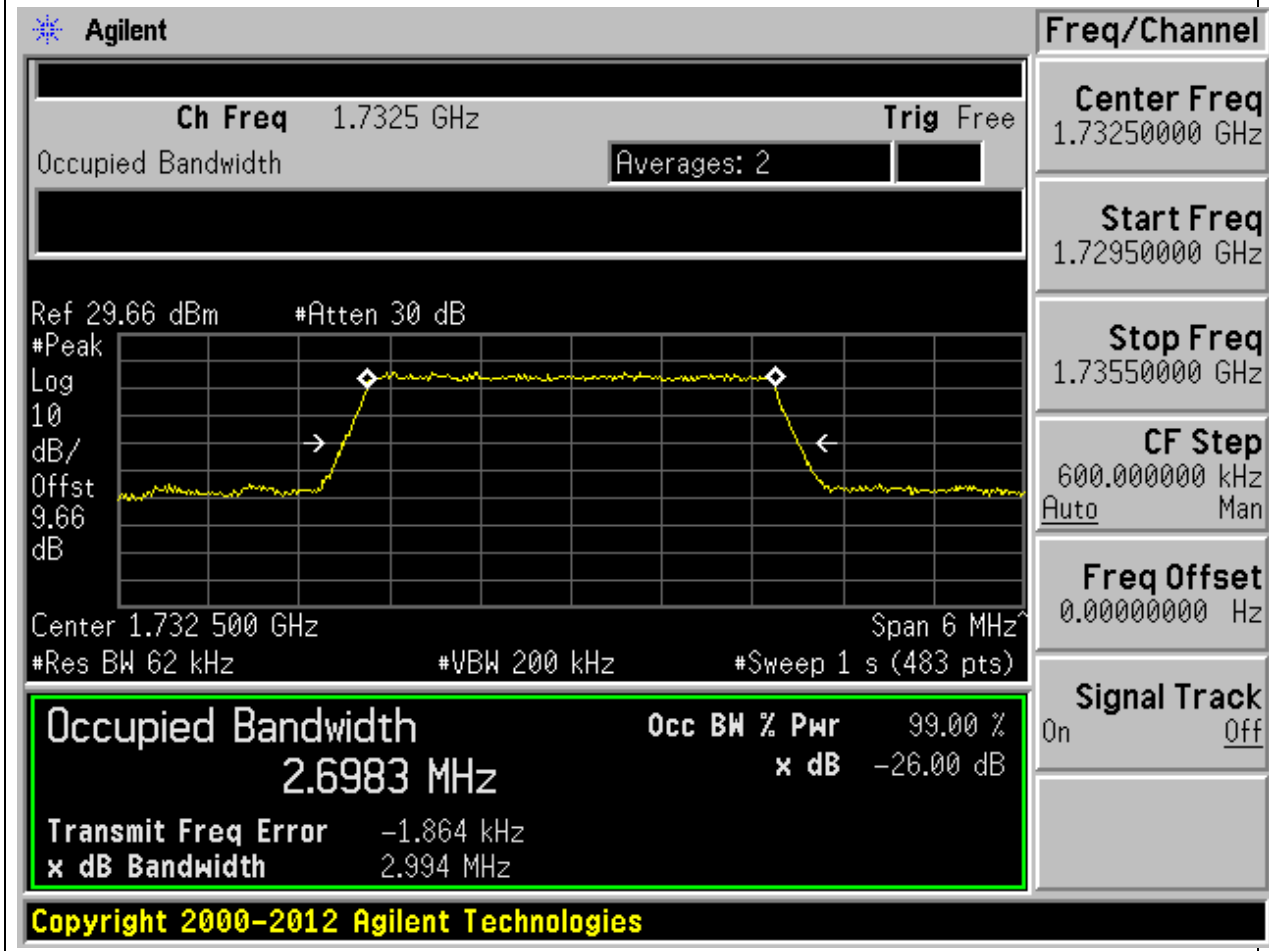 Agilent
Freq/Channel
Ch Freq 1.7325 GHz Trig Free
Occupied Bandwidth Averages: 2
Ref 29.66 dBm #Atten 30 dB
#Peak
Log
10
dB/
Offst
9.66
dB
Center 1.732 500 GHz Span 6 MHz^
#Res BW 62 kHz #VBW 200 kHz #Sweep 1 s (483 pts)
Occupied Bandwidth Occ BW % Pwr 99.00 %
2.6983 MHz x dB -26.00 dB
Transmit Freq Error -1.864 kHz
x dB Bandwidth 2.994 MHz
Copyright 2000-2012 Agilent Technologies
Center Freq
1.73250000 GHz
Start Freq
1.72950000 GHz
Stop Freq
1.73550000 GHz
CF Step
600.000000 kHz
Auto Man
Freq Offset
0.00000000 Hz
Signal Track
On Off